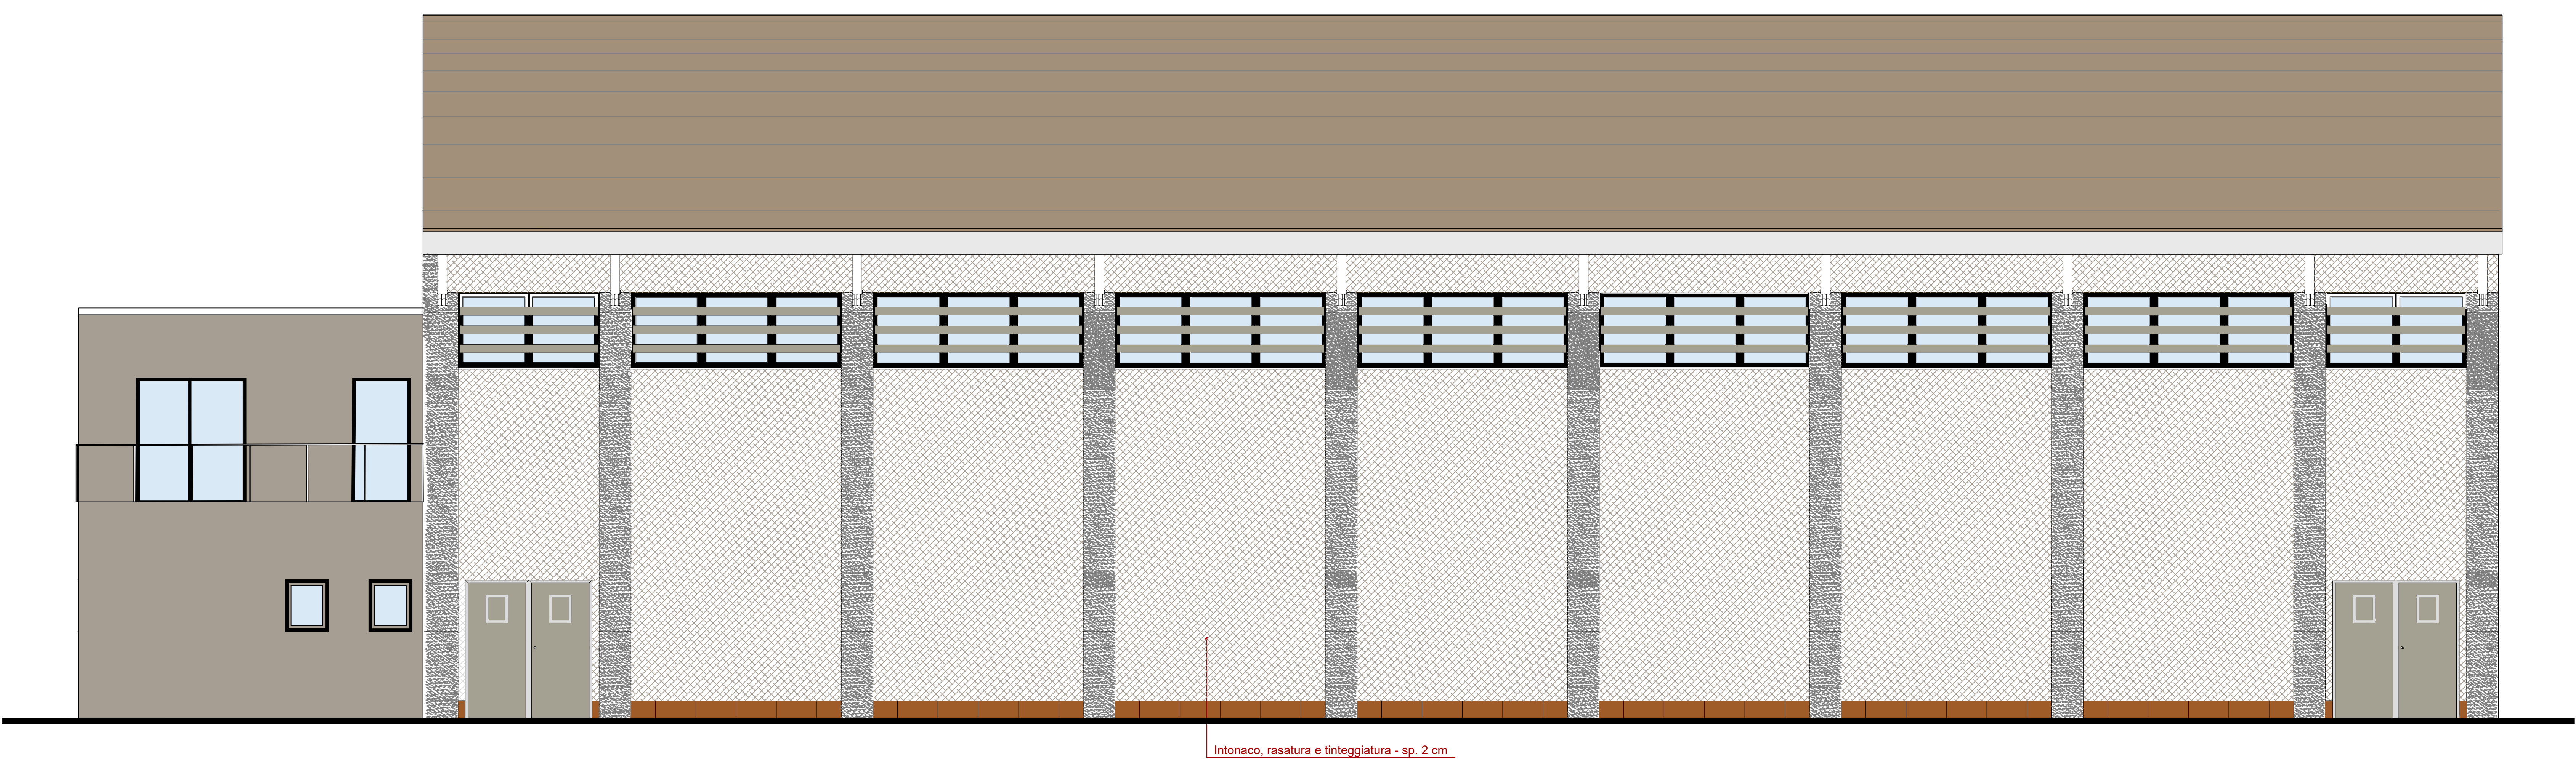 Intonaco, rasatura e tinteggiatura - sp. 2 cm